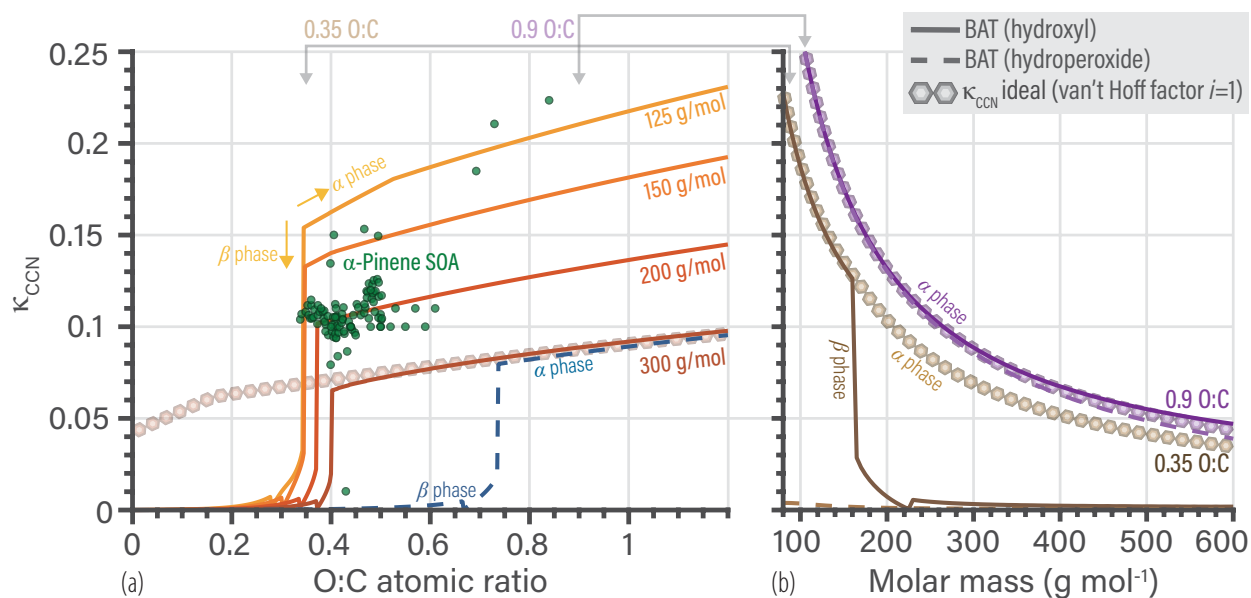 0.35 O:C
0.9 O:C
BAT (hydroxyl)
BAT (hydroperoxide)
κCCN ideal (van't Hoff factor i=1)
0.25
0.2
0.15
0.1
0.05
0
κCCN
α phase
β phase
125 g/mol
150 g/mol
α-Pinene SOA
200 g/mol
300 g/mol
α phase
β phase
0
0.2
0.4
0.6
0.8
1
(a)
O:C atomic ratio
α phase
β phase
α phase
0.9 O:C
0.35 O:C
100
200
300
400
500
600
(b)
Molar mass (g mol⁻¹)